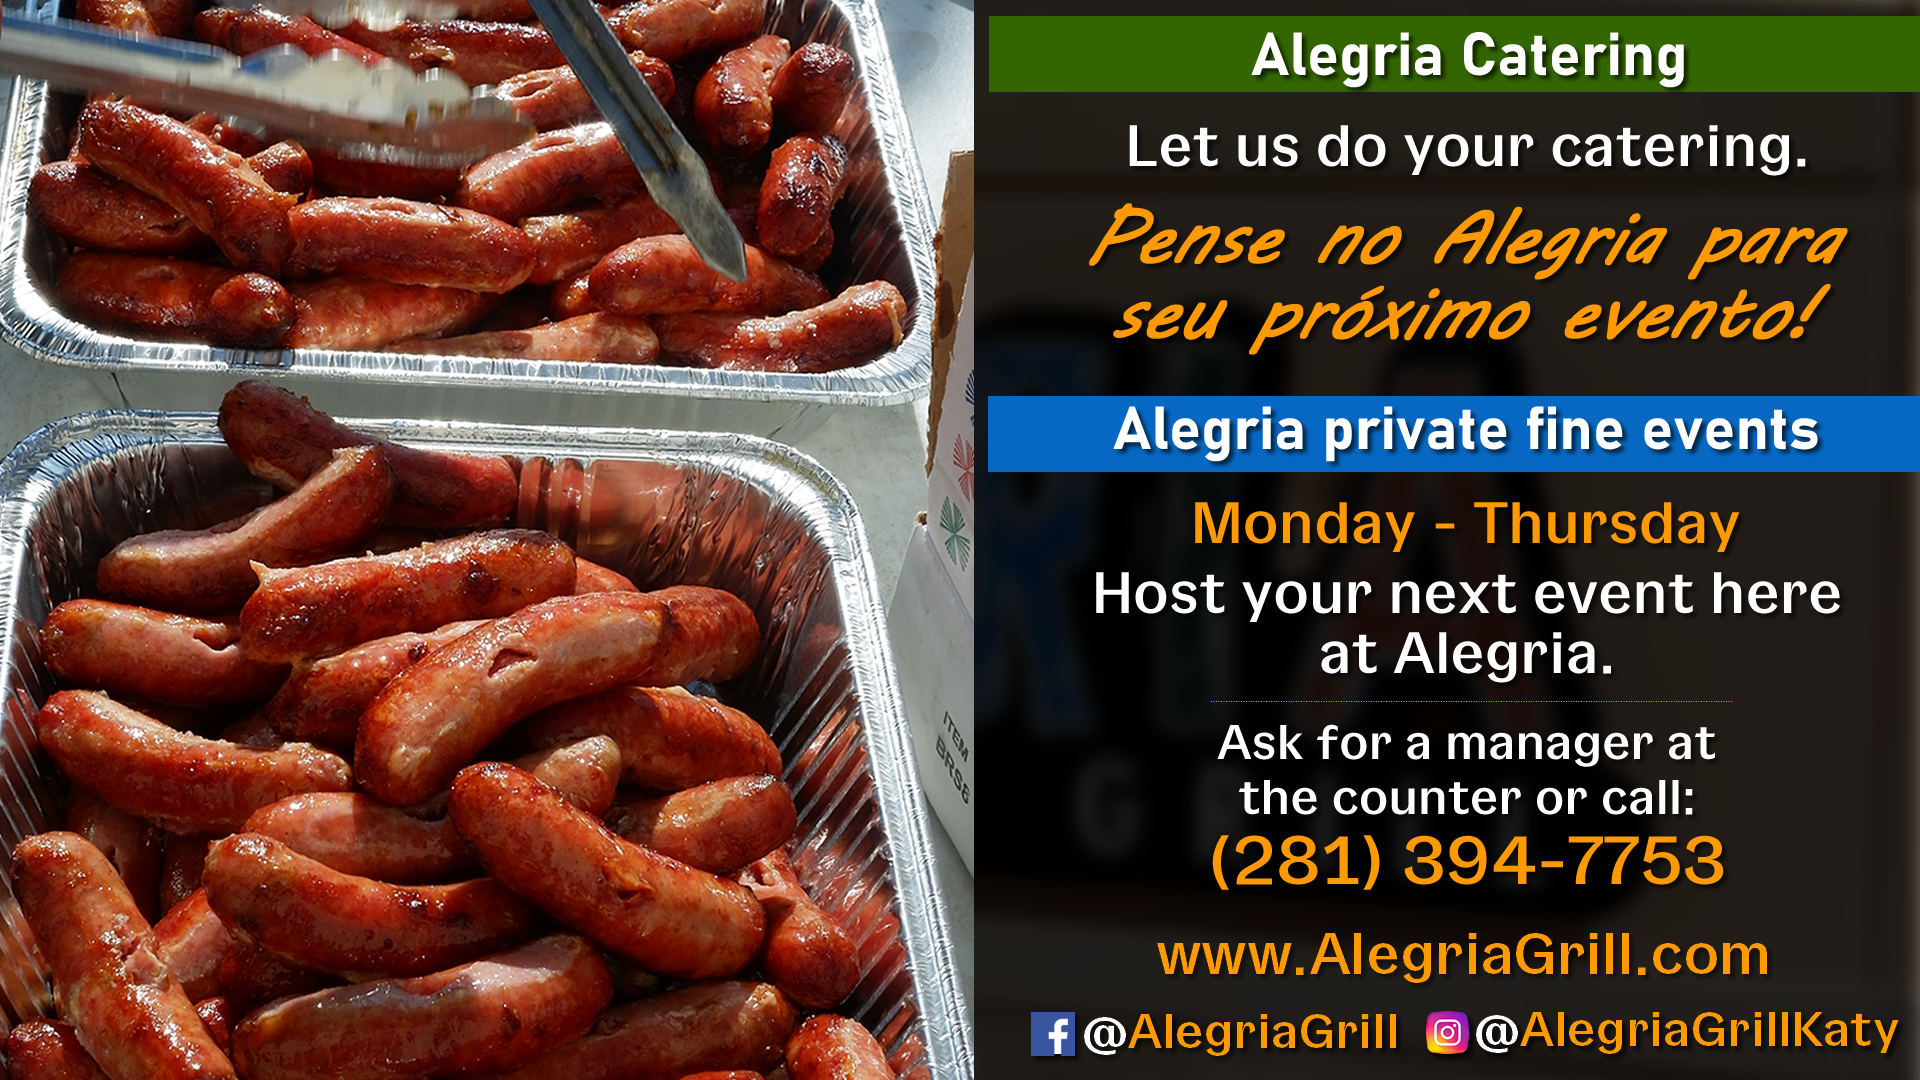 Alegria Catering
Let us do your catering.
Pense no Alegria para
seu próximo evento!
Alegria private fine events
Monday - Thursday
Host your next event here
at Alegria.
Ask for a manager at
the counter or call:
(281) 394-7753
www.AlegriaGrill.com
@AlegriaGrill @AlegriaGrillKaty
ITEM